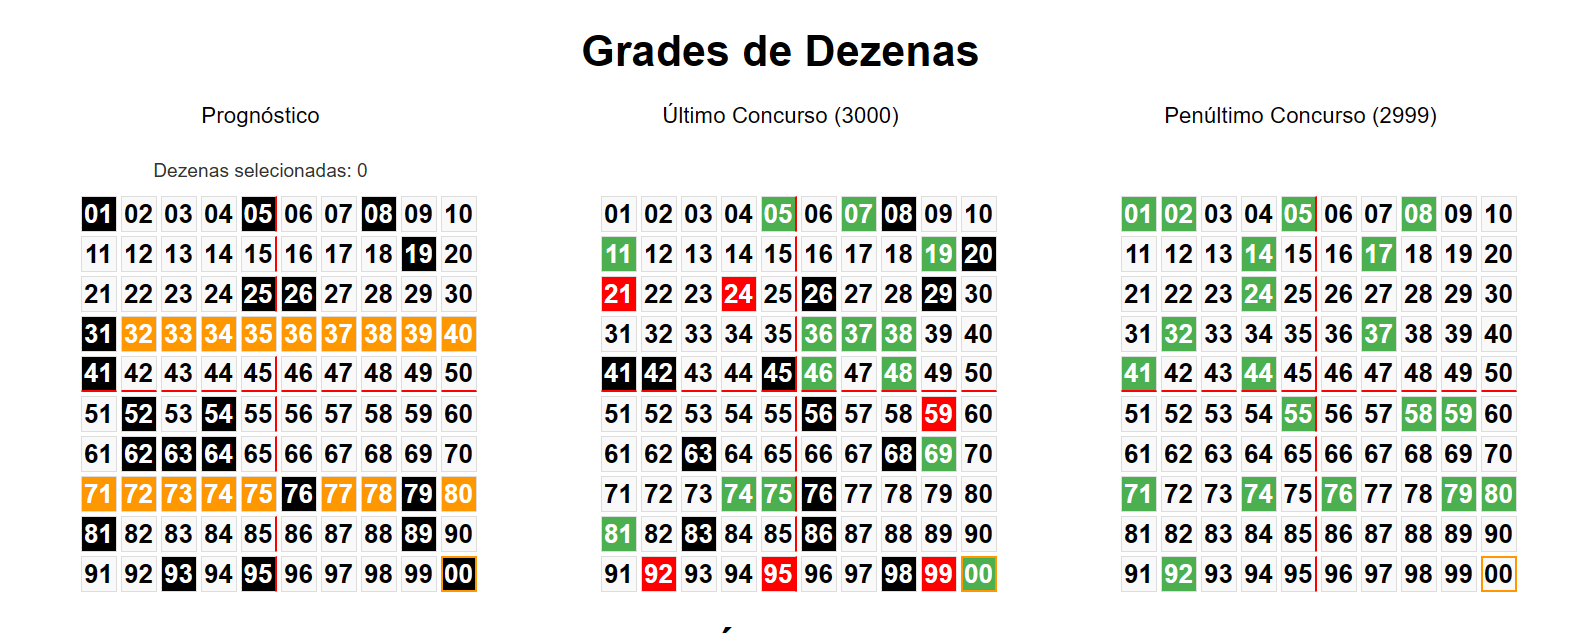 Grades de Dezenas
Prognóstico
Último Concurso (3000)
Penúltimo Concurso (2999)
Dezenas selecionadas: 0
01 02 03 04 05 06 07 08 09 10
11 12 13 14 15 16 17 18 19 20
21 22 23 24 25 26 27 28 29 30
31 32 33 34 35 36 37 38 39 40
41 42 43 44 45 46 47 48 49 50
51 52 53 54 55 56 57 58 59 60
61 62 63 64 65 66 67 68 69 70
71 72 73 74 75 76 77 78 79 80
81 82 83 84 85 86 87 88 89 90
91 92 93 94 95 96 97 98 99 00
01 02 03 04 05 06 07 08 09 10
11 12 13 14 15 16 17 18 19 20
21 22 23 24 25 26 27 28 29 30
31 32 33 34 35 36 37 38 39 40
41 42 43 44 45 46 47 48 49 50
51 52 53 54 55 56 57 58 59 60
61 62 63 64 65 66 67 68 69 70
71 72 73 74 75 76 77 78 79 80
81 82 83 84 85 86 87 88 89 90
91 92 93 94 95 96 97 98 99 00
01 02 03 04 05 06 07 08 09 10
11 12 13 14 15 16 17 18 19 20
21 22 23 24 25 26 27 28 29 30
31 32 33 34 35 36 37 38 39 40
41 42 43 44 45 46 47 48 49 50
51 52 53 54 55 56 57 58 59 60
61 62 63 64 65 66 67 68 69 70
71 72 73 74 75 76 77 78 79 80
81 82 83 84 85 86 87 88 89 90
91 92 93 94 95 96 97 98 99 00